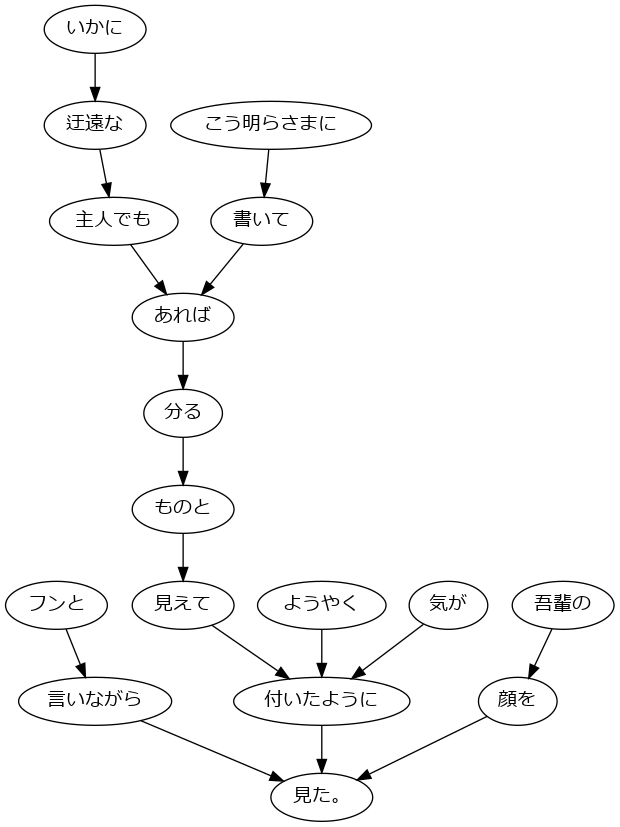 いかに
迂遠な
こう明らさまに
主人でも
書いて
あれば
分る
ものと
フンと
見えて
ようやく
気が
吾輩の
言いながら
付いたように
顔を
見た。